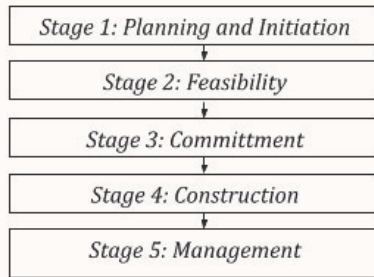 Stage 1: Planning and Initiation
Stage 2: Feasibility
Stage 3: Committment
Stage 4: Construction
Stage 5: Management